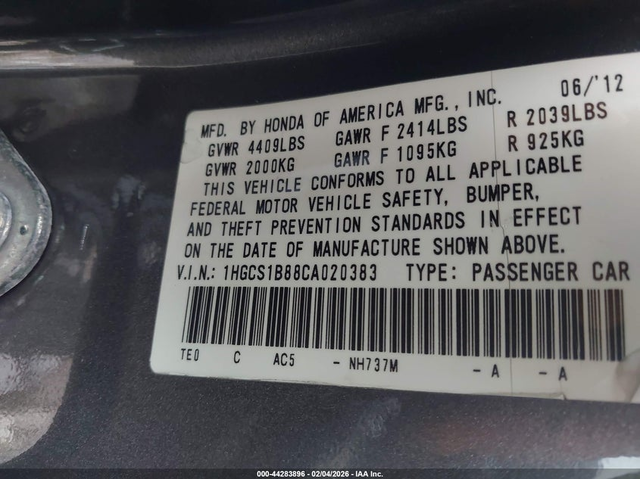 06/'12
MFD. BY HONDA OF AMERICA MFG., INC.
GVWR 4409LBS GAWR F 2414LBS R 2039LBS
GVWR 2000KG GAWR F 1095KG R 925KG
THIS VEHICLE CONFORMS TO ALL APPLICABLE
FEDERAL MOTOR VEHICLE SAFETY, BUMPER,
AND THEFT PREVENTION STANDARDS IN EFFECT
ON THE DATE OF MANUFACTURE SHOWN ABOVE.
V.I.N.: 1HGCS1B88CA020383 TYPE: PASSENGER CAR
TE0 C AC5 - NH737M - A - A
000-44283896 - 02/04/2026 - IAA Inc.